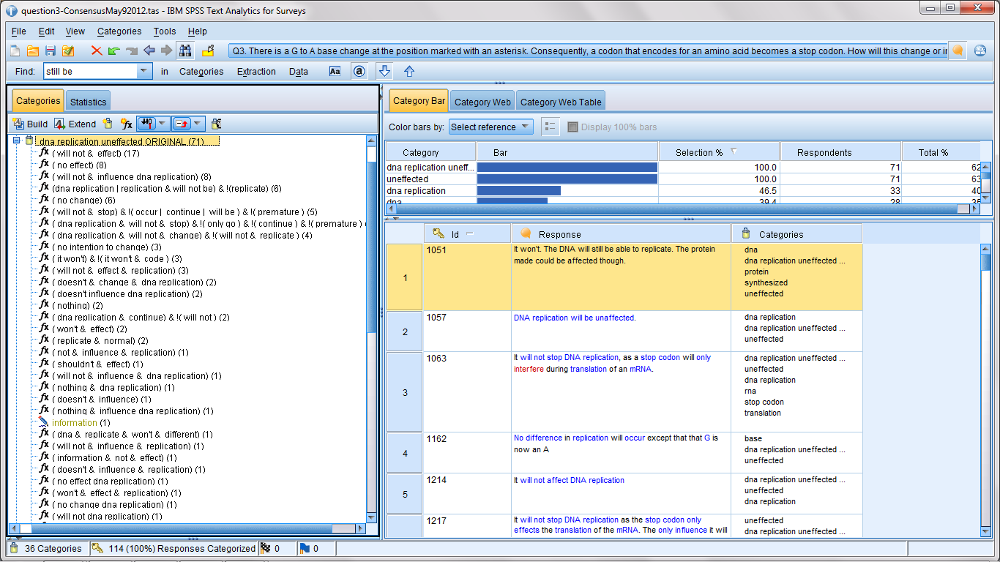 question3-ConsensusMay92012.tas - IBM SPSS Text Analytics for Surveys
File Edit View Categories Tools Help
Q3. There is a G to A base change at the position marked with an asterisk. Consequently, a codon that encodes for an amino acid becomes a stop codon. How will this change or in
Find: still be in Categories Extraction Data Aa @
Categories Statistics
Build Extend
dna replication uneffected ORIGINAL (71)
( will not & effect) (17)
( no effect) (8)
( will not & influence dna replication) (8)
(dna replication | replication & will not be) & !(replicate) (6)
( no change) (6)
( will not & stop) & !( occur | continue | will be ) & !( premature ) (5)
( dna replication & will not & stop) & !( only go ) & !( continue ) & !( premature )
( dna replication & will not & change) & !( will not & replicate ) (4)
( no intention to change) (3)
( it won't) & !( it won't & code ) (3)
( will not & effect & replication) (3)
( doesn't & change & dna replication) (2)
( doesn't influence dna replication) (2)
( nothing) (2)
( dna replication & continue) & !( will not ) (2)
( won't & effect) (2)
( replicate & normal) (2)
( not & influence & replication) (1)
( shouldn't & effect) (1)
( will not & influence & dna replication) (1)
( nothing & dna replication) (1)
( doesn't & influence) (1)
( nothing & influence dna replication) (1)
information (1)
( dna & replicate & won't & different) (1)
( will not & influence & replication) (1)
( information & not & effect) (1)
( doesn't & influence & replication) (1)
( no effect dna replication) (1)
( won't & effect & replication) (1)
( no change dna replication) (1)
( will not dna replication) (1)
Category Bar Category Web Category Web Table
Color bars by: Select reference Display 100% bars
Category Bar Selection % Respondents Total %
dna replication uneff... 100.0 71 62
uneffected 100.0 71 63
dna replication 46.5 33 40
dna 39.4 28 36
Id Response Categories
1 1051 It won't. The DNA will still be able to replicate. The protein
made could be affected though.
dna
dna replication uneffected ...
protein
synthesized
uneffected
2 1057 DNA replication will be unaffected.
dna replication
dna replication uneffected ...
uneffected
3 1063 It will not stop DNA replication, as a stop codon will only
interfere during translation of an mRNA.
dna replication uneffected ...
uneffected
dna replication
rna
stop codon
translation
4 1162 No difference in replication will occur except that that G is
now an A
base
dna replication uneffected ...
uneffected
5 1214 It will not affect DNA replication
dna replication uneffected ...
uneffected
dna replication
1217 It will not stop DNA replication as the stop codon only
effects the translation of the mRNA. The only influence it will
uneffected
dna replication uneffected ...
36 Categories 114 (100%) Responses Categorized 0 0